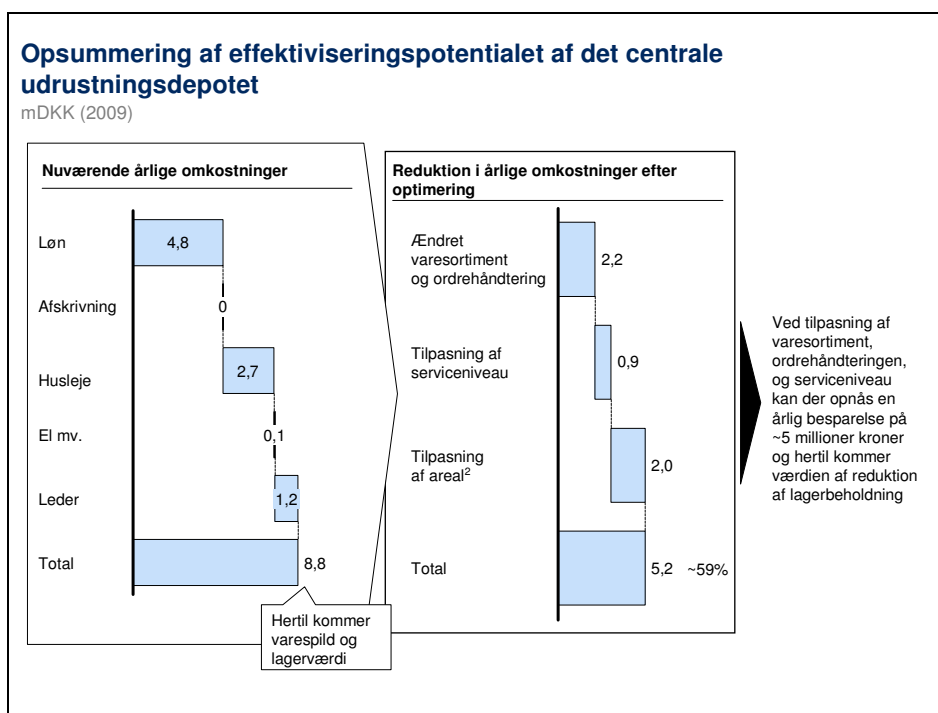 Opsummering af effektiviseringspotentialet af det centrale
udrustningsdepotet
mDKK (2009)
Nuværende årlige omkostninger
Løn
4,8
Afskrivning
0
Husleje
2,7
El mv.
0,1
Leder
1,2
Total
8,8
Hertil kommer
varespild og
lagerværdi
Reduktion i årlige omkostninger efter
optimering
Ændret
varesortiment
og ordrehåndtering
2,2
Tilpasning af
serviceniveau
0,9
Tilpasning
af areal²
2,0
Total
5,2 ~59%
Ved tilpasning af
varesortiment,
ordrehåndteringen,
og serviceniveau
kan der opnås en
årlig besparelse på
~5 millioner kroner
og hertil kommer
værdien af reduktion
af lagerbeholdning